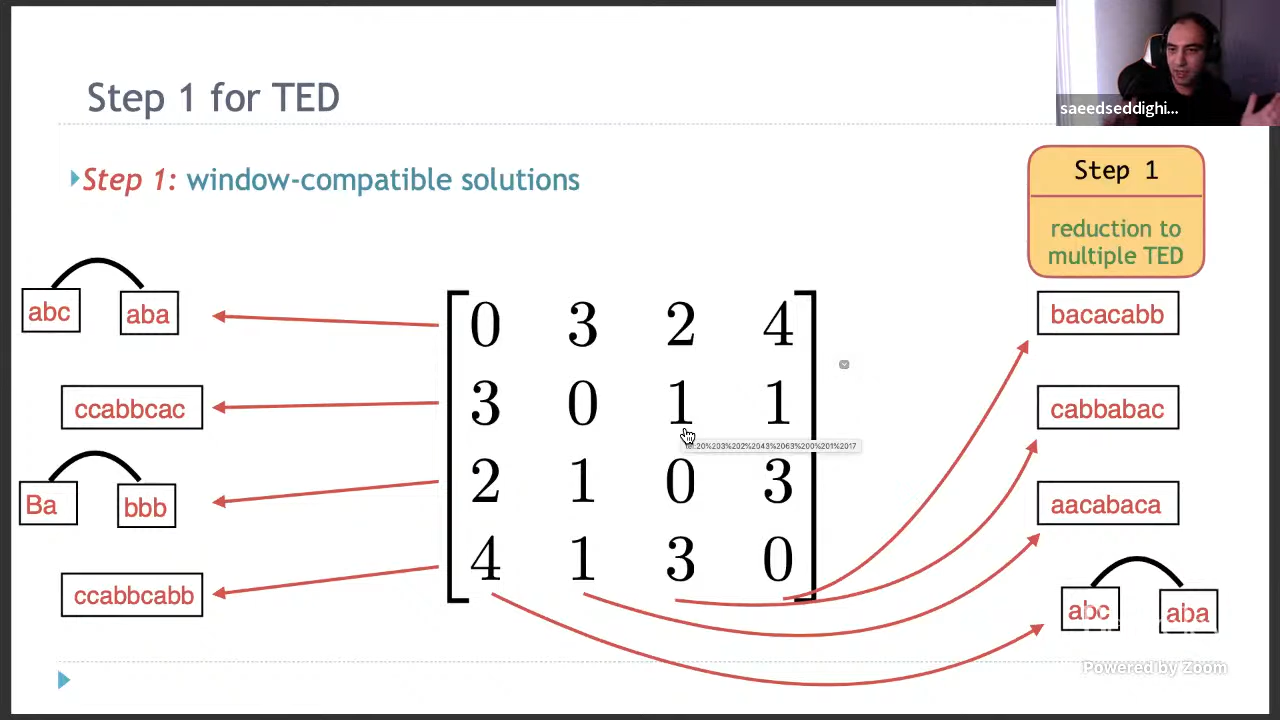 Step 1 for TED
saeedseddighi...
Step 1: window-compatible solutions
Step 1
reduction to
multiple TED
abc aba
ccabbcac
Ba bbb
ccabbcabb
0 3 2 4
3 0 1 1
2 1 0 3
4 1 3 0
bacacabb
cabbabac
aacabaca
abc aba
Powered by Zoom